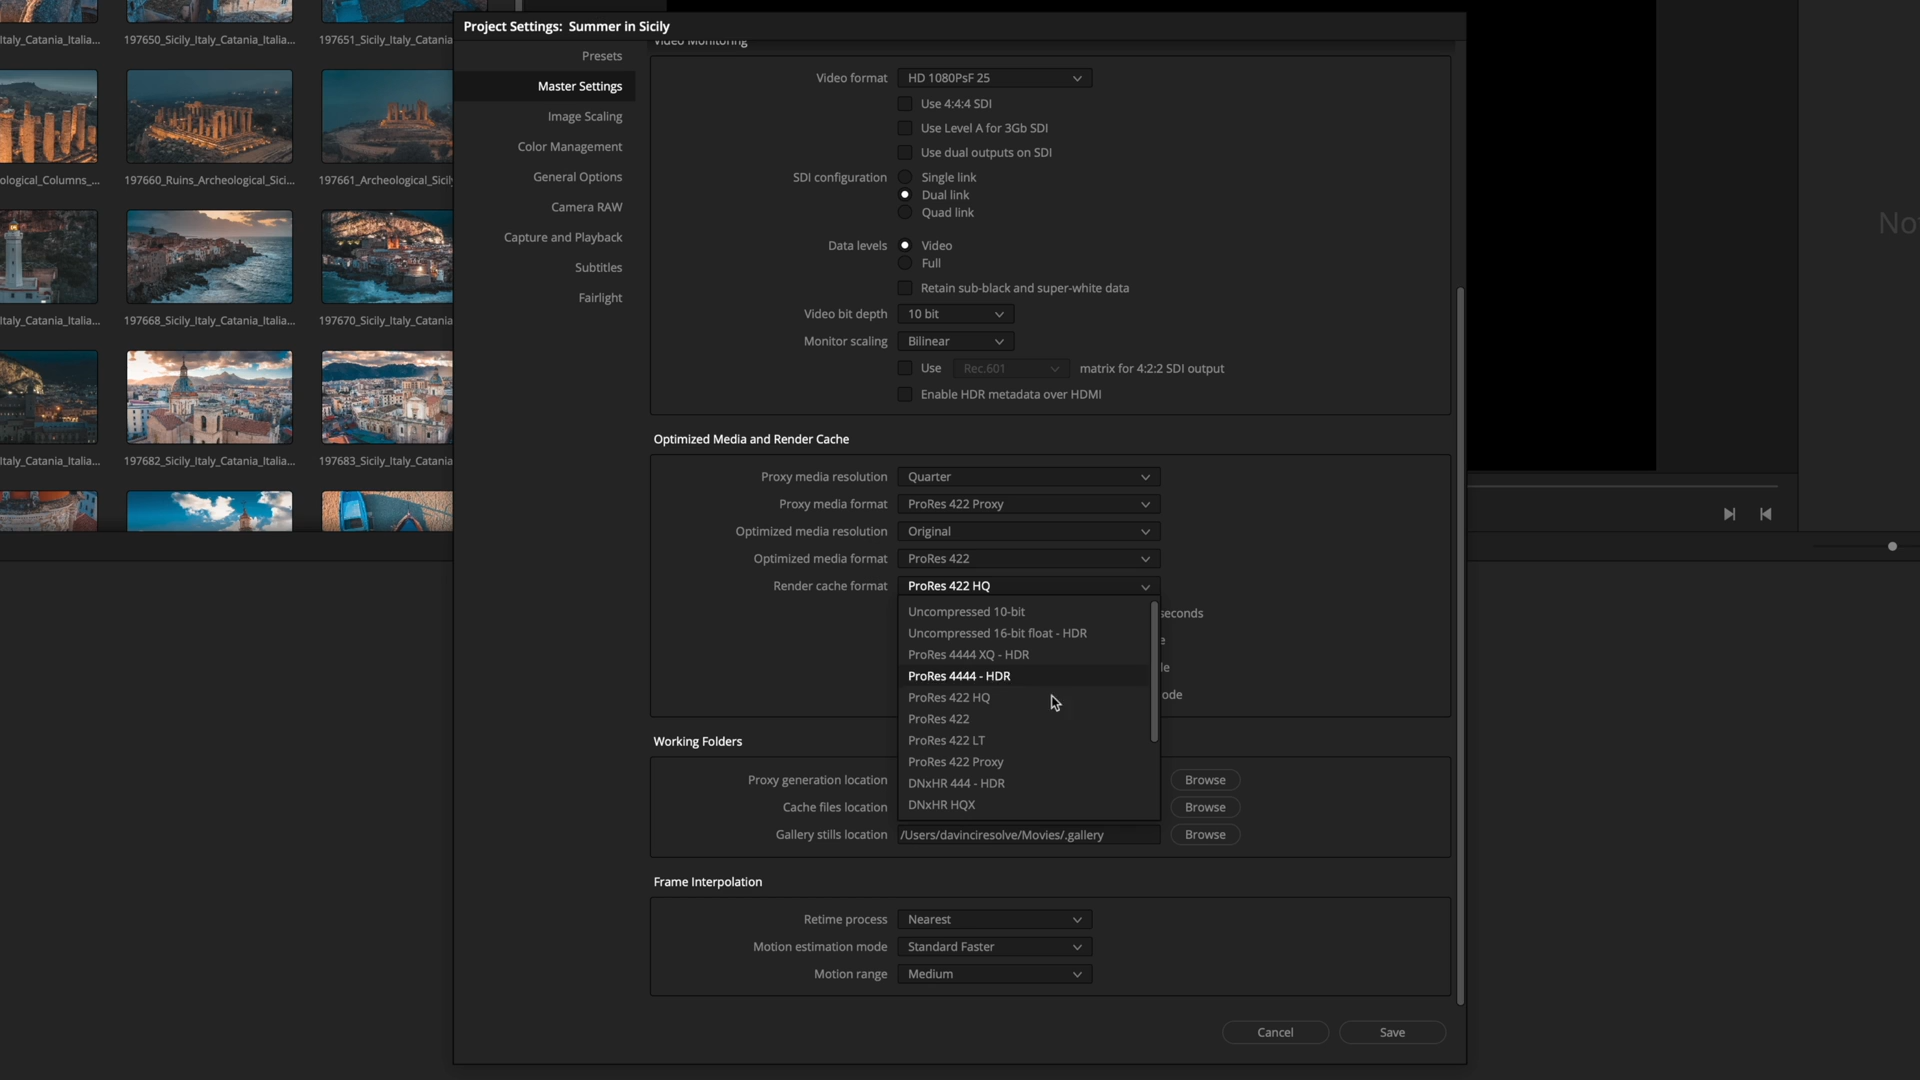 Project Settings: Summer in Sicily
Presets
Master Settings
Image Scaling
Color Management
General Options
Camera RAW
Capture and Playback
Subtitles
Fairlight
taly_Catania_Italia...
197650_Sicily_Italy_Catania_Italia...
197651_Sicily_Italy_Catania
ological_Columns_...
197660_Ruins_Archeological_Sici...
197661_Archeological_Sicily
taly_Catania_Italia...
197668_Sicily_Italy_Catania_Italia...
197670_Sicily_Italy_Catania
taly_Catania_Italia...
197682_Sicily_Italy_Catania_Italia...
197683_Sicily_Italy_Catania
Video Monitoring
Video format HD 1080PsF 25
Use 4:4:4 SDI
Use Level A for 3Gb SDI
Use dual outputs on SDI
SDI configuration Single link
Dual link
Quad link
Data levels Video
Full
Retain sub-black and super-white data
Video bit depth 10 bit
Monitor scaling Bilinear
Use Rec.601 matrix for 4:2:2 SDI output
Enable HDR metadata over HDMI
Optimized Media and Render Cache
Proxy media resolution Quarter
Proxy media format ProRes 422 Proxy
Optimized media resolution Original
Optimized media format ProRes 422
Render cache format ProRes 422 HQ
Uncompressed 10-bit
seconds
Uncompressed 16-bit float - HDR
e
ProRes 4444 XQ - HDR
le
ProRes 4444 - HDR
ode
ProRes 422 HQ
ProRes 422
ProRes 422 LT
ProRes 422 Proxy
DNxHR 444 - HDR
DNxHR HQX
Working Folders
Proxy generation location Browse
Cache files location Browse
Gallery stills location /Users/davinciresolve/Movies/.gallery Browse
Frame Interpolation
Retime process Nearest
Motion estimation mode Standard Faster
Motion range Medium
Cancel Save
No